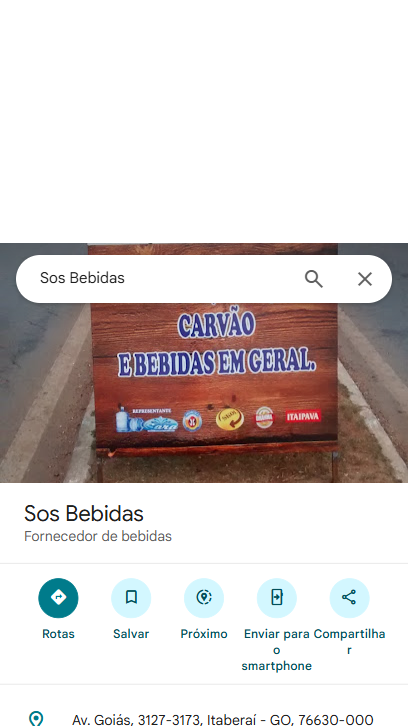 Sos Bebidas
CARVÃO
E BEBIDAS EM GERAL.
REPRESENTANTE
ITAIPAVA
Sos Bebidas
Fornecedor de bebidas
Rotas
Salvar
Próximo
Enviar para o smartphone
Compartilhar
Av. Goiás, 3127-3173, Itaberaí - GO, 76630-000